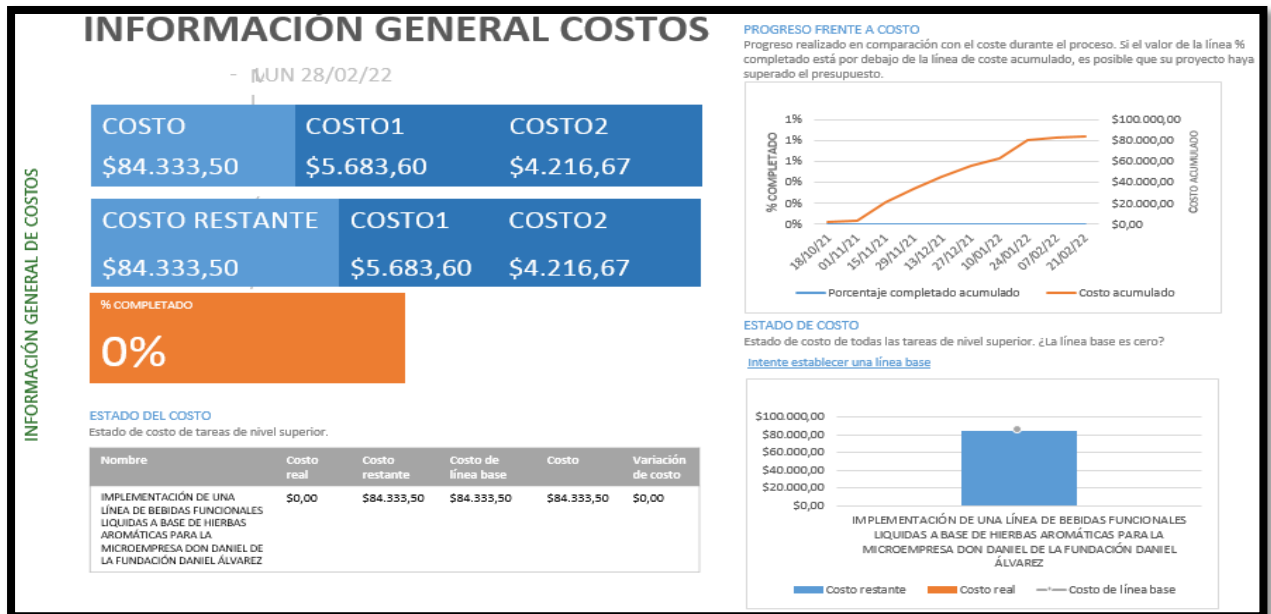 INFORMACIÓN GENERAL DE COSTOS
INFORMACIÓN GENERAL COSTOS
LUN 28/02/22
COSTO COSTO1 COSTO2
$84.333,50 $5.683,60 $4.216,67
COSTO RESTANTE COSTO1 COSTO2
$84.333,50 $5.683,60 $4.216,67
% COMPLETADO
0%
ESTADO DEL COSTO
Estado de costo de tareas de nivel superior.
Nombre Costo real Costo restante Costo de línea base Costo Variación de costo
IMPLEMENTACIÓN DE UNA $0,00 $84.333,50 $84.333,50 $84.333,50 $0,00
LÍNEA DE BEBIDAS FUNCIONALES
LIQUIDAS A BASE DE HIERBAS
AROMÁTICAS PARA LA
MICROEMPRESA DON DANIEL DE
LA FUNDACIÓN DANIEL ÁLVAREZ
PROGRESO FRENTE A COSTO
Progreso realizado en comparación con el coste durante el proceso. Si el valor de la línea %
completado está por debajo de la línea de coste acumulado, es posible que su proyecto haya
superado el presupuesto.
% COMPLETADO
1%
1%
1%
0%
0%
0%
$100.000,00
$80.000,00
$60.000,00
$40.000,00
$20.000,00
$0,00
COSTO ACUMULADO
18/10/21 01/11/21 15/11/21 29/11/21 13/12/21 27/12/21 10/01/22 24/01/22 07/02/22 21/02/22
Porcentaje completado acumulado Costo acumulado
ESTADO DE COSTO
Estado de costo de todas las tareas de nivel superior. ¿La línea base es cero?
Intente establecer una línea base
$100.000,00
$80.000,00
$60.000,00
$40.000,00
$20.000,00
$0,00
IMPLEMENTACIÓN DE UNA LÍNEA DE BEBIDAS FUNCIONALES
LIQUIDAS A BASE DE HIERBAS AROMÁTICAS PARA LA
MICROEMPRESA DON DANIEL DE LA FUNDACIÓN DANIEL
ÁLVAREZ
Costo restante Costo real Costo de línea base